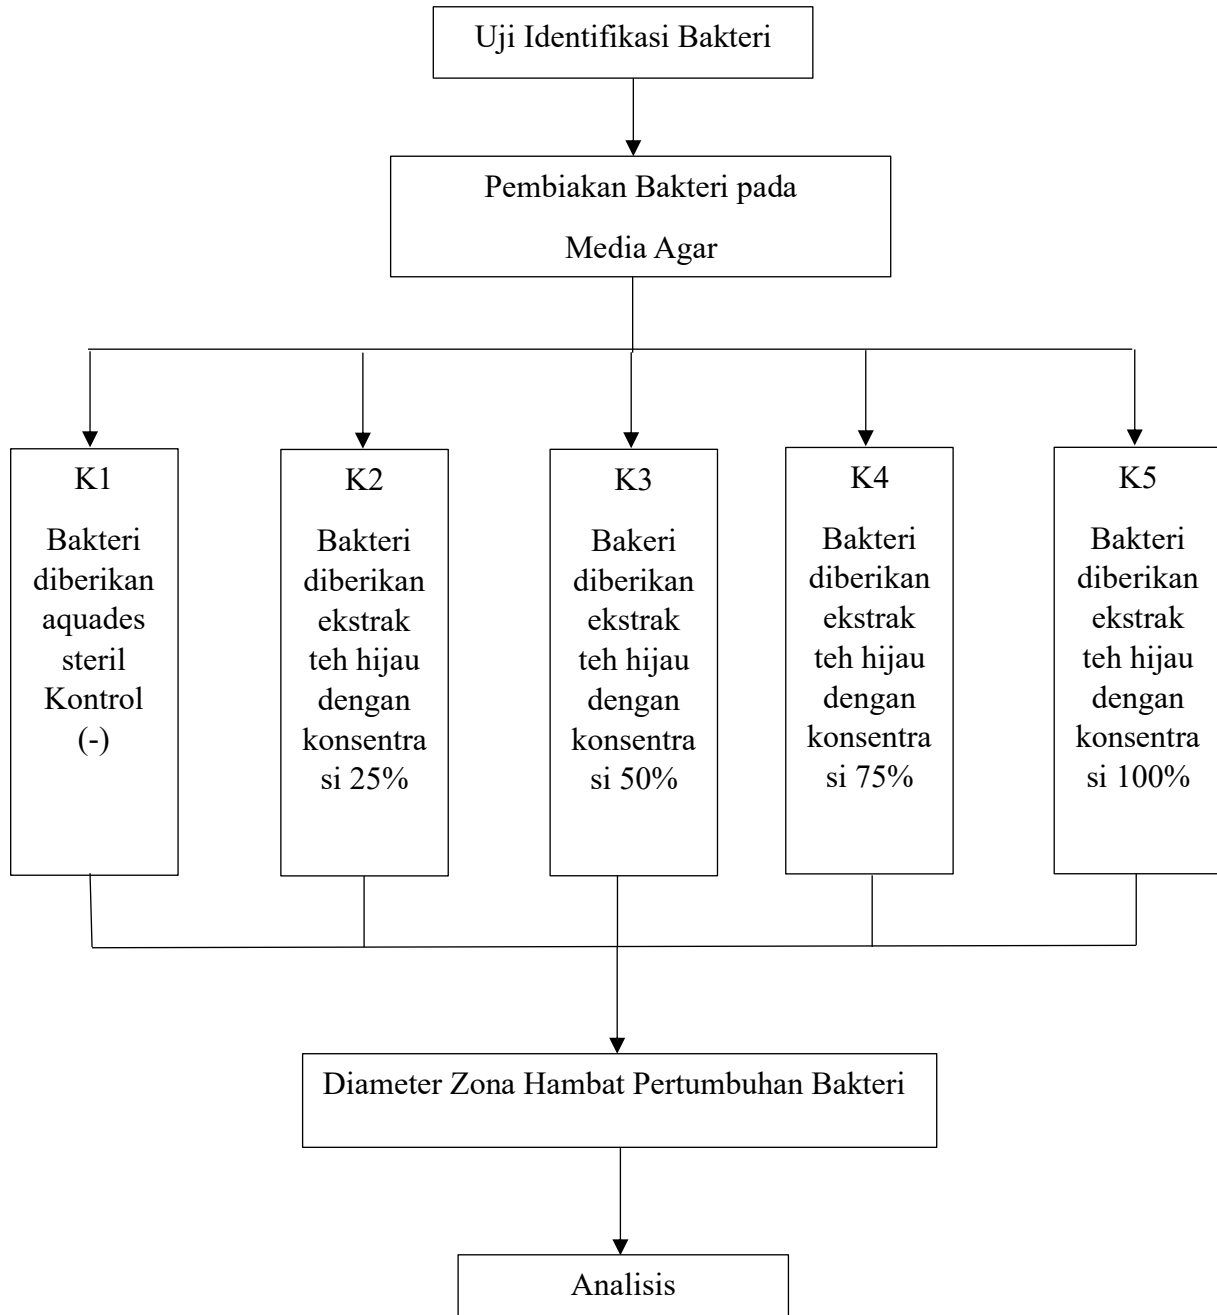 Uji Identifikasi Bakteri
Pembiakan Bakteri pada
Media Agar
K1
Bakteri
diberikan
aquades
steril
Kontrol
(-)
K2
Bakteri
diberikan
ekstrak
teh hijau
dengan
konsentra
si 25%
K3
Bakeri
diberikan
ekstrak
teh hijau
dengan
konsentra
si 50%
K4
Bakteri
diberikan
ekstrak
teh hijau
dengan
konsentra
si 75%
K5
Bakteri
diberikan
ekstrak
teh hijau
dengan
konsentra
si 100%
Diameter Zona Hambat Pertumbuhan Bakteri
Analisis